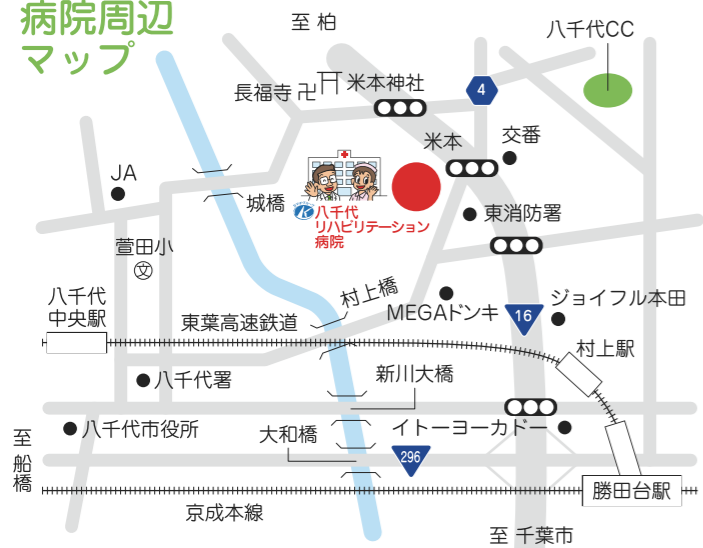 病院周辺
マップ
至 柏
八千代CC
長福寺 卍
米本神社
4
米本
交番
JA
城橋
八千代
リハビリテーション
病院
東消防署
萱田小
文
村上橋
八千代
中央駅
東葉高速鉄道
MEGAドンキ
16
ジョイフル本田
村上駅
八千代署
新川大橋
八千代市役所
大和橋
イトーヨーカドー
至 船橋
296
勝田台駅
京成本線
至 千葉市